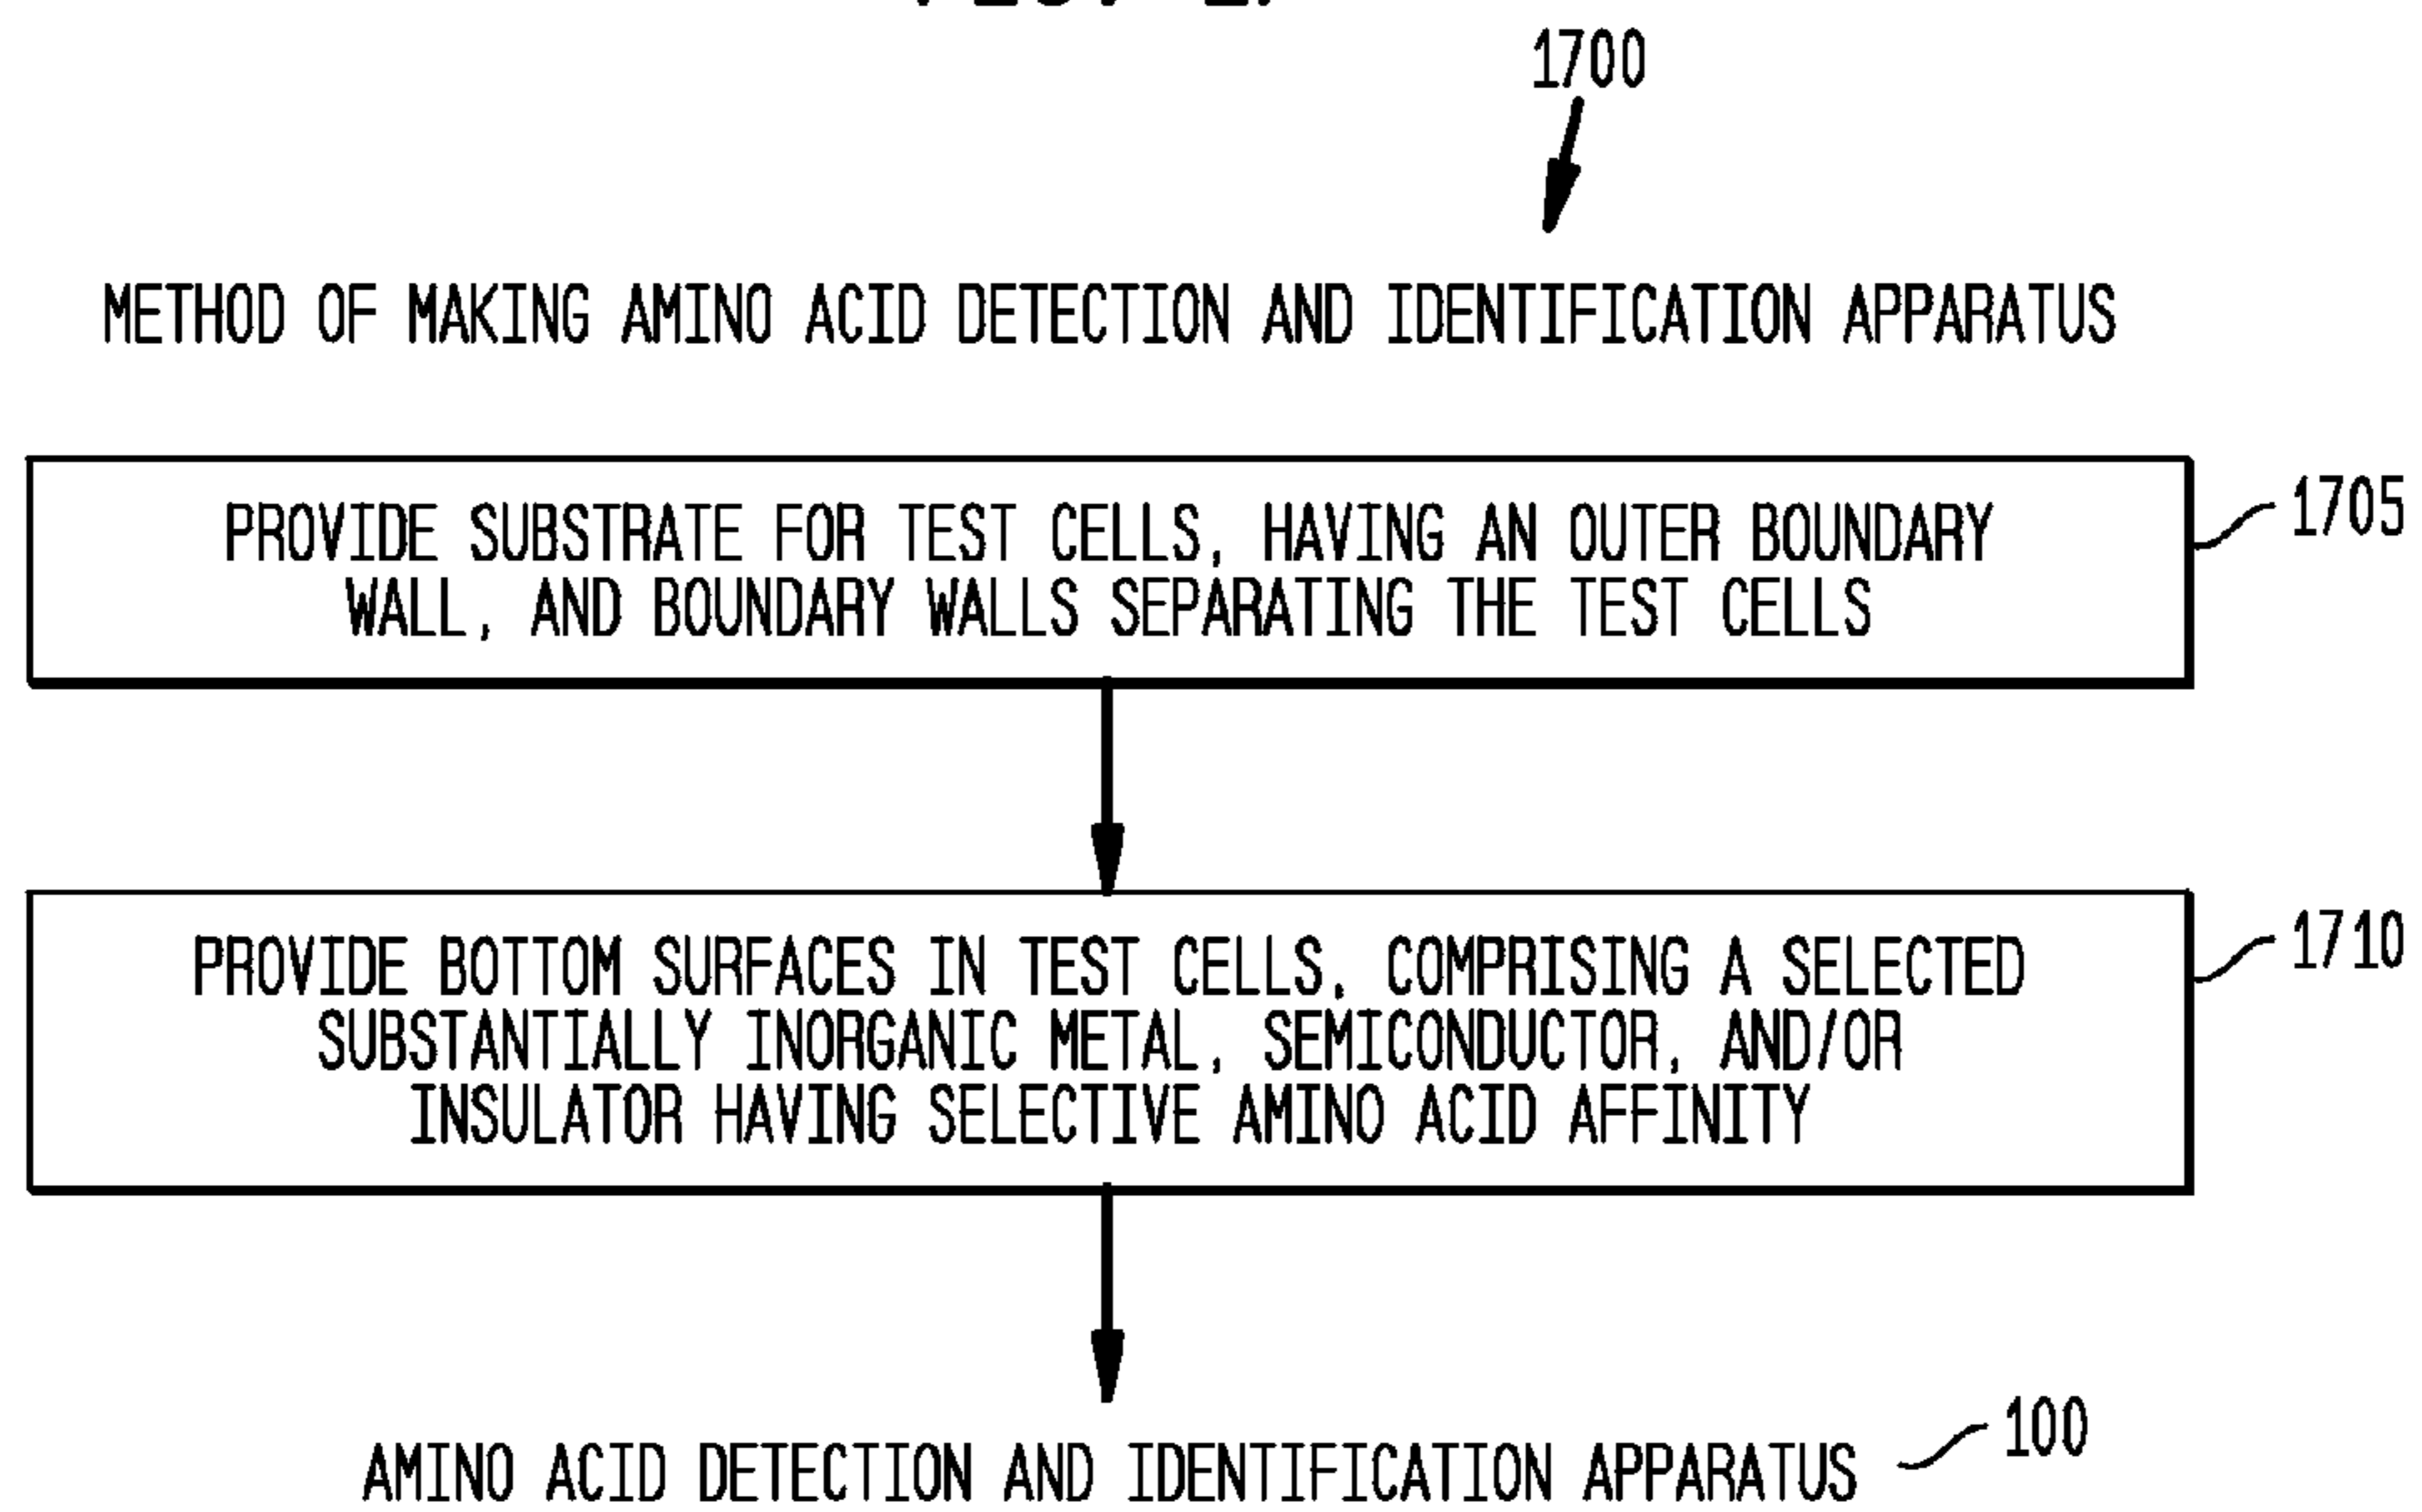 1700
METHOD OF MAKING AMINO ACID DETECTION AND IDENTIFICATION APPARATUS
PROVIDE SUBSTRATE FOR TEST CELLS, HAVING AN OUTER BOUNDARY
WALL, AND BOUNDARY WALLS SEPARATING THE TEST CELLS
1705
PROVIDE BOTTOM SURFACES IN TEST CELLS, COMPRISING A SELECTED
SUBSTANTIALLY INORGANIC METAL, SEMICONDUCTOR, AND/OR
INSULATOR HAVING SELECTIVE AMINO ACID AFFINITY
1710
AMINO ACID DETECTION AND IDENTIFICATION APPARATUS
100